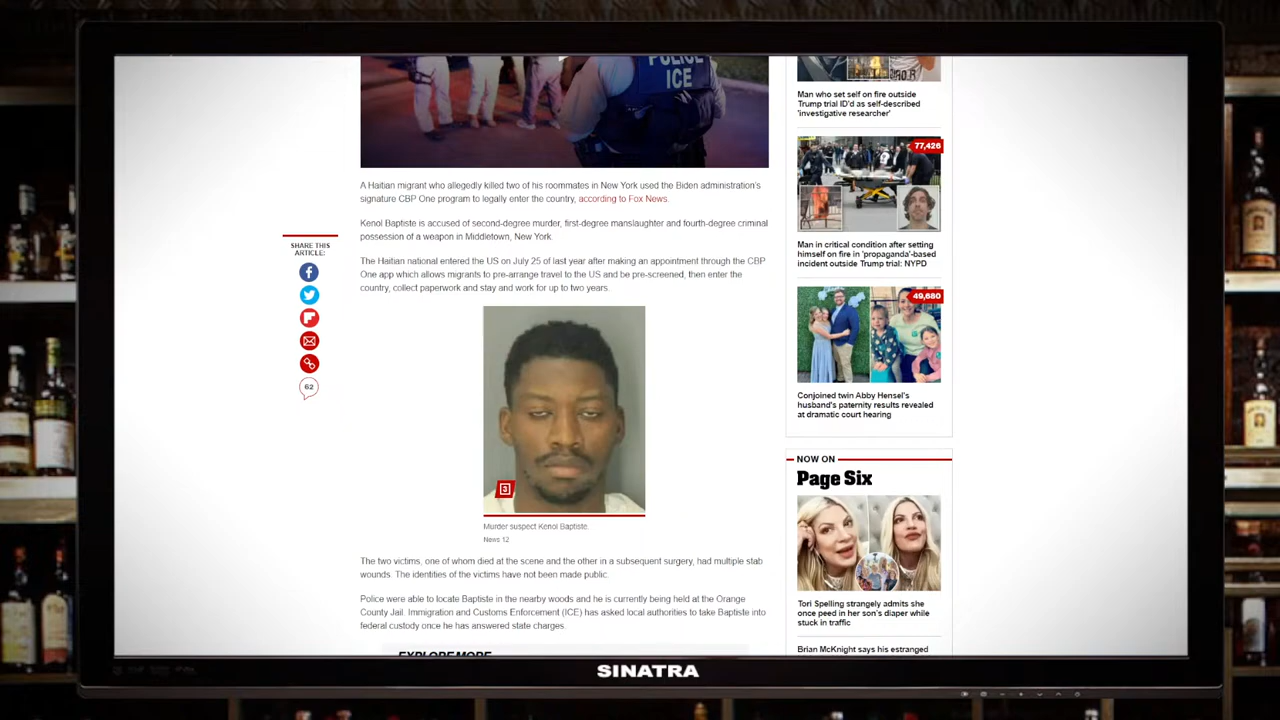 POLICE
ICE
A Haitian migrant who allegedly killed two of his roommates in New York used the Biden administration's
signature CBP One program to legally enter the country, according to Fox News.
Kenol Baptiste is accused of second-degree murder, first-degree manslaughter and fourth-degree criminal
possession of a weapon in Middletown, New York.
The Haitian national entered the US on July 25 of last year after making an appointment through the CBP
One app which allows migrants to pre-arrange travel to the US and be pre-screened, then enter the
country, collect paperwork and stay and work for up to two years.
SHARE THIS
ARTICLE:
62
3
Murder suspect Kenol Baptiste.
News 12
The two victims, one of whom died at the scene and the other in a subsequent surgery, had multiple stab
wounds. The identities of the victims have not been made public.
Police were able to locate Baptiste in the nearby woods and he is currently being held at the Orange
County Jail. Immigration and Customs Enforcement (ICE) has asked local authorities to take Baptiste into
federal custody once he has answered state charges.
EXPLORE MORE
Man who set self on fire outside
Trump trial ID'd as self-described
'investigative researcher'
77,426
Man in critical condition after setting
himself on fire in 'propaganda'-based
incident outside Trump trial: NYPD
49,680
Conjoined twin Abby Hensel's
husband's paternity results revealed
at dramatic court hearing
NOW ON
Page Six
Tori Spelling strangely admits she
once peed in her son's diaper while
stuck in traffic
Brian McKnight says his estranged
SINATRA